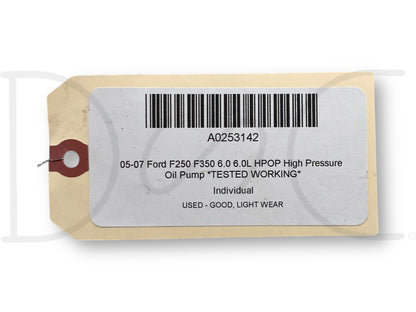 A0253142
05-07 Ford F250 F350 6.0 6.0L HPOP High Pressure
Oil Pump *TESTED WORKING*
Individual
USED - GOOD, LIGHT WEAR